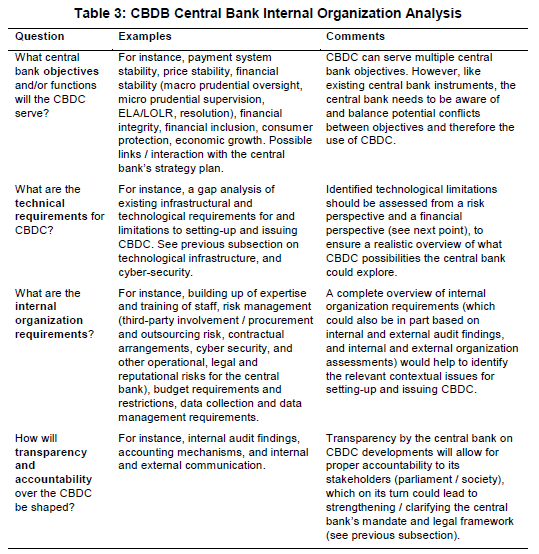 Table 3: CBDB Central Bank Internal Organization Analysis
Question Examples Comments
What central
bank objectives
and/or functions
will the CBDC
serve?
For instance, payment system
stability, price stability, financial
stability (macro prudential oversight,
micro prudential supervision,
ELA/LOLR, resolution), financial
integrity, financial inclusion, consumer
protection, economic growth. Possible
links / interaction with the central
bank's strategy plan.
CBDC can serve multiple central
bank objectives. However, like
existing central bank instruments, the
central bank needs to be aware of
and balance potential conflicts
between objectives and therefore the
use of CBDC.
What are the
technical
requirements for
CBDC?
For instance, a gap analysis of
existing infrastructural and
technological requirements for and
limitations to setting-up and issuing
CBDC. See previous subsection on
technological infrastructure, and
cyber-security.
Identified technological limitations
should be assessed from a risk
perspective and a financial
perspective (see next point), to
ensure a realistic overview of what
CBDC possibilities the central bank
could explore.
What are the
internal
organization
requirements?
For instance, building up of expertise
and training of staff, risk management
(third-party involvement / procurement
and outsourcing risk, contractual
arrangements, cyber security, and
other operational, legal and
reputational risks for the central
bank), budget requirements and
restrictions, data collection and data
management requirements.
A complete overview of internal
organization requirements (which
could also be in part based on
internal and external audit findings,
and internal and external organization
assessments) would help to identify
the relevant contextual issues for
setting-up and issuing CBDC.
How will
transparency
and
accountability
over the CBDC
be shaped?
For instance, internal audit findings,
accounting mechanisms, and internal
and external communication.
Transparency by the central bank on
CBDC developments will allow for
proper accountability to its
stakeholders (parliament / society),
which on its turn could lead to
strengthening / clarifying the central
bank's mandate and legal framework
(see previous subsection).